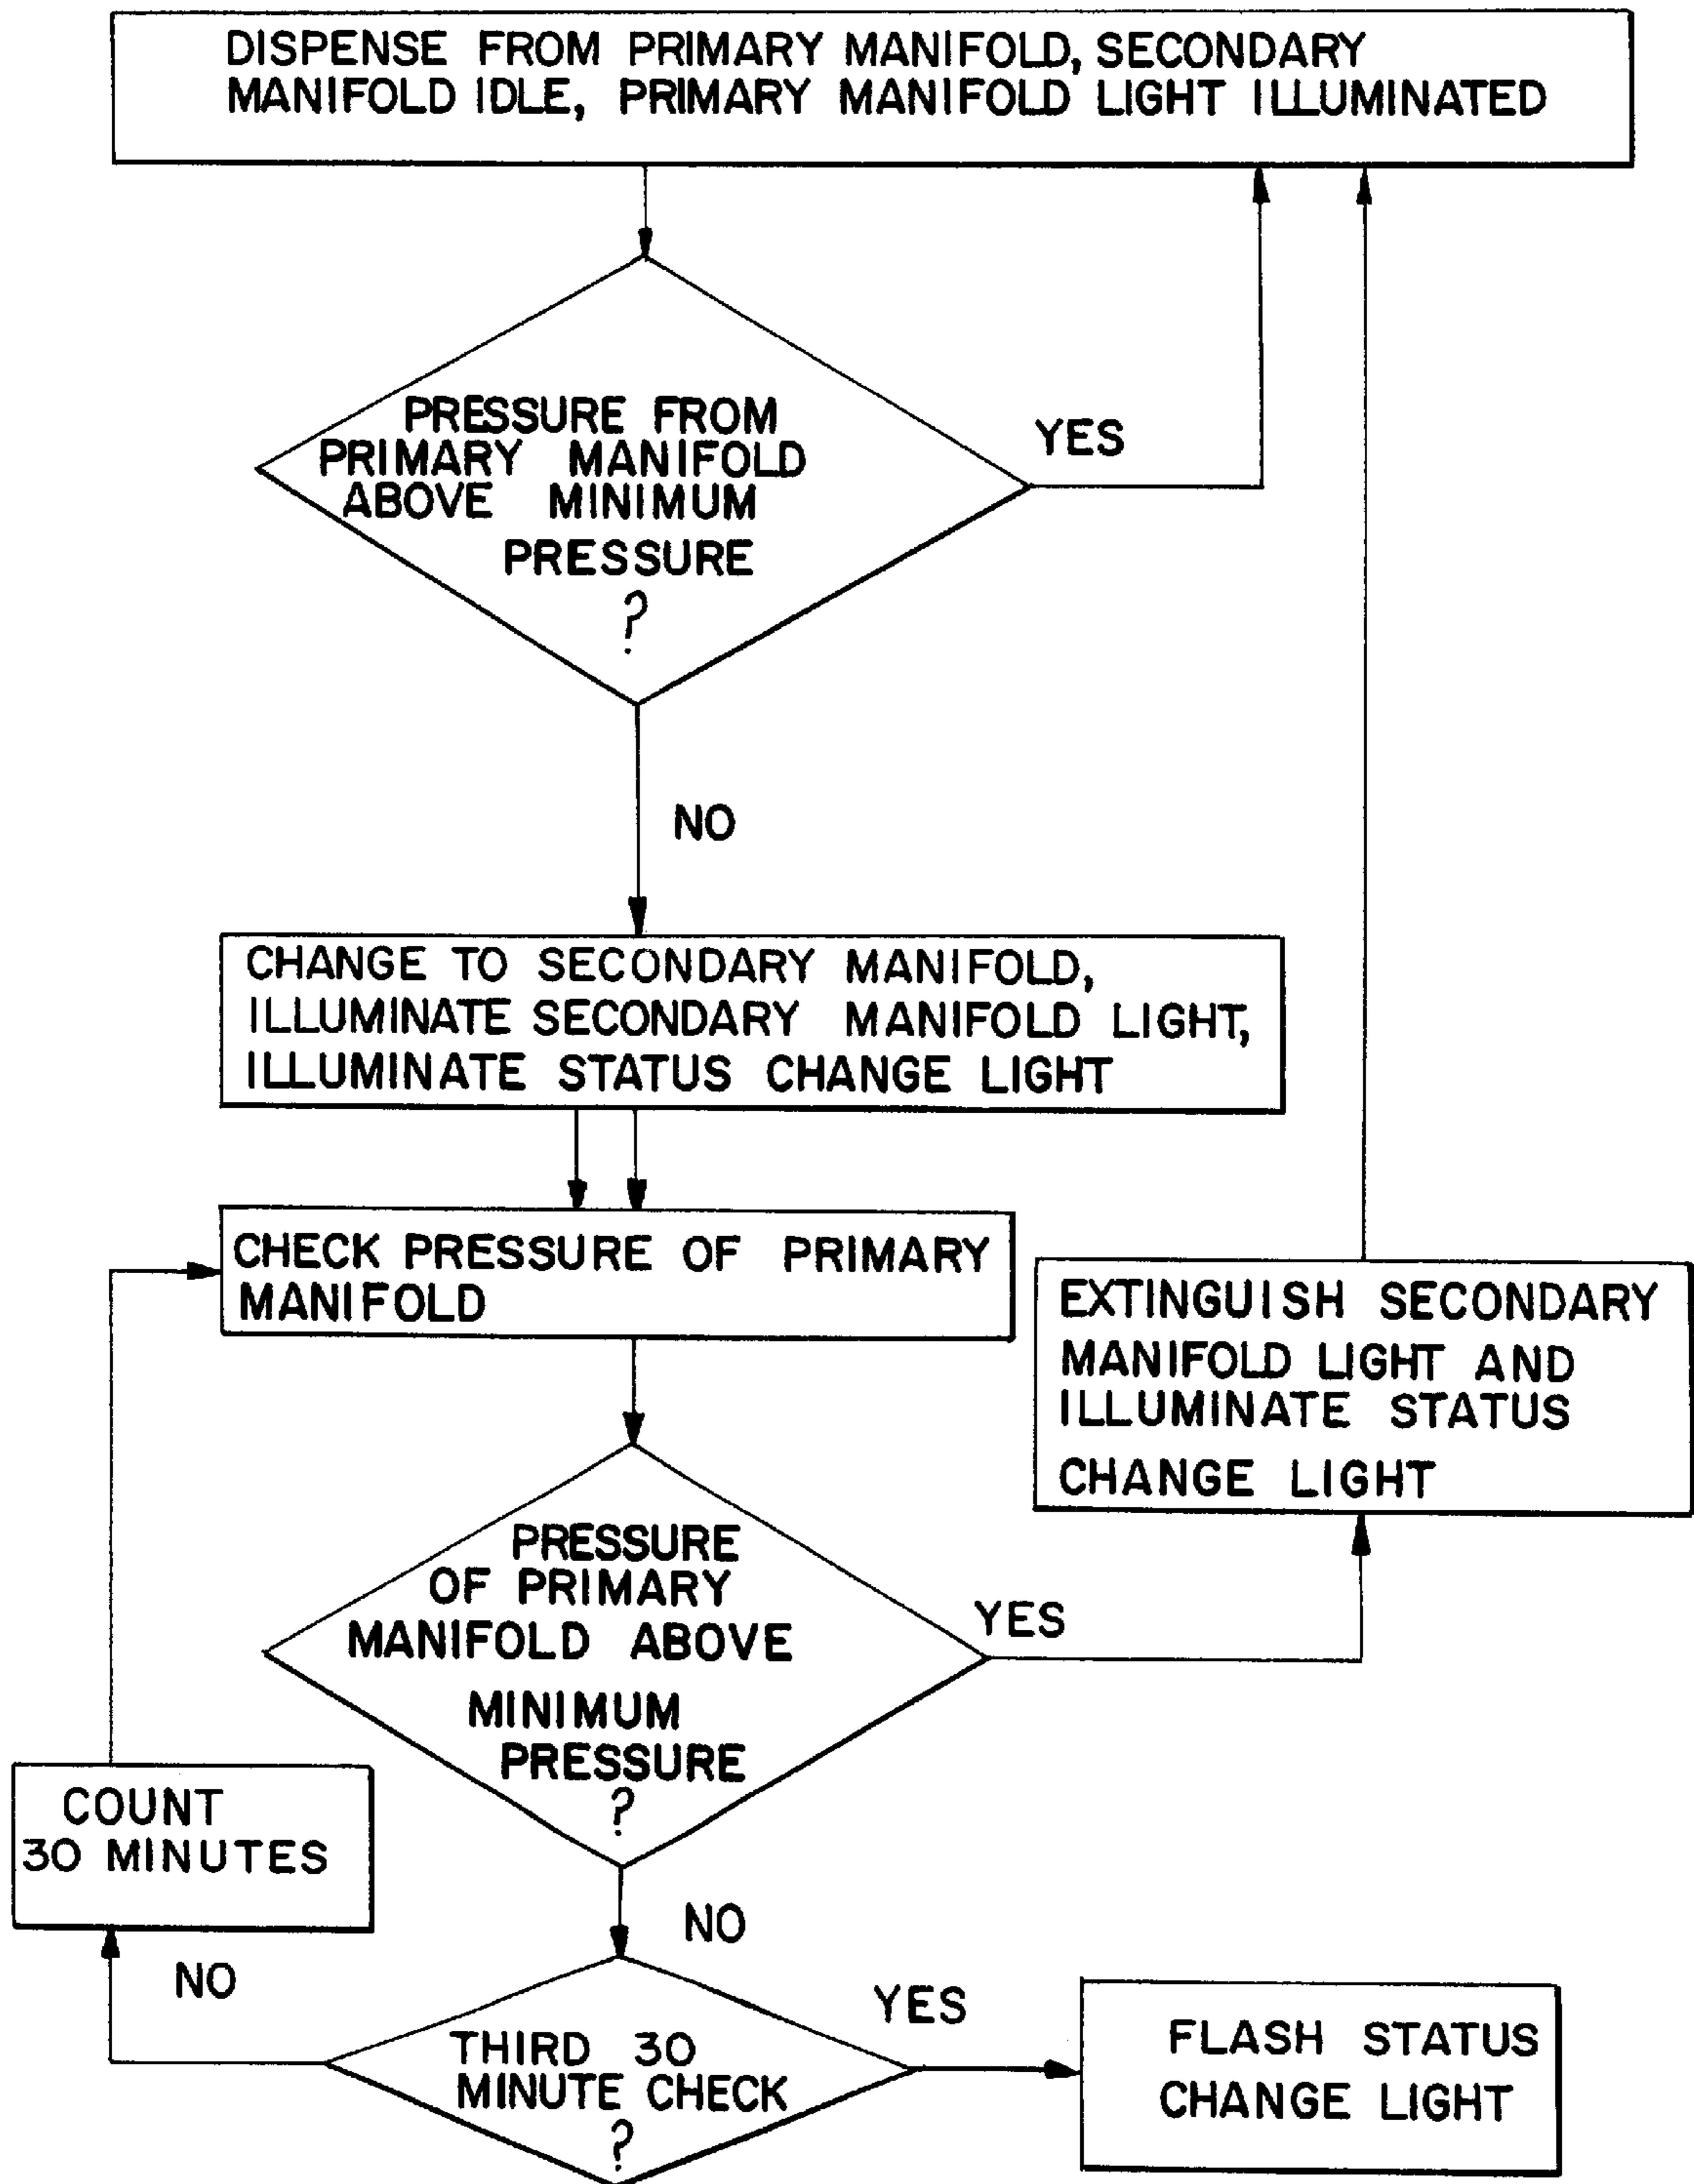 DISPENSE FROM PRIMARY MANIFOLD, SECONDARY
MANIFOLD IDLE, PRIMARY MANIFOLD LIGHT ILLUMINATED
PRESSURE FROM
PRIMARY MANIFOLD
ABOVE MINIMUM
PRESSURE
?
YES
NO
CHANGE TO SECONDARY MANIFOLD,
ILLUMINATE SECONDARY MANIFOLD LIGHT,
ILLUMINATE STATUS CHANGE LIGHT
CHECK PRESSURE OF PRIMARY
MANIFOLD
EXTINGUISH SECONDARY
MANIFOLD LIGHT AND
ILLUMINATE STATUS
CHANGE LIGHT
PRESSURE
OF PRIMARY
MANIFOLD ABOVE
MINIMUM
PRESSURE
?
YES
COUNT
30 MINUTES
NO
NO
THIRD 30
MINUTE CHECK
?
YES
FLASH STATUS
CHANGE LIGHT